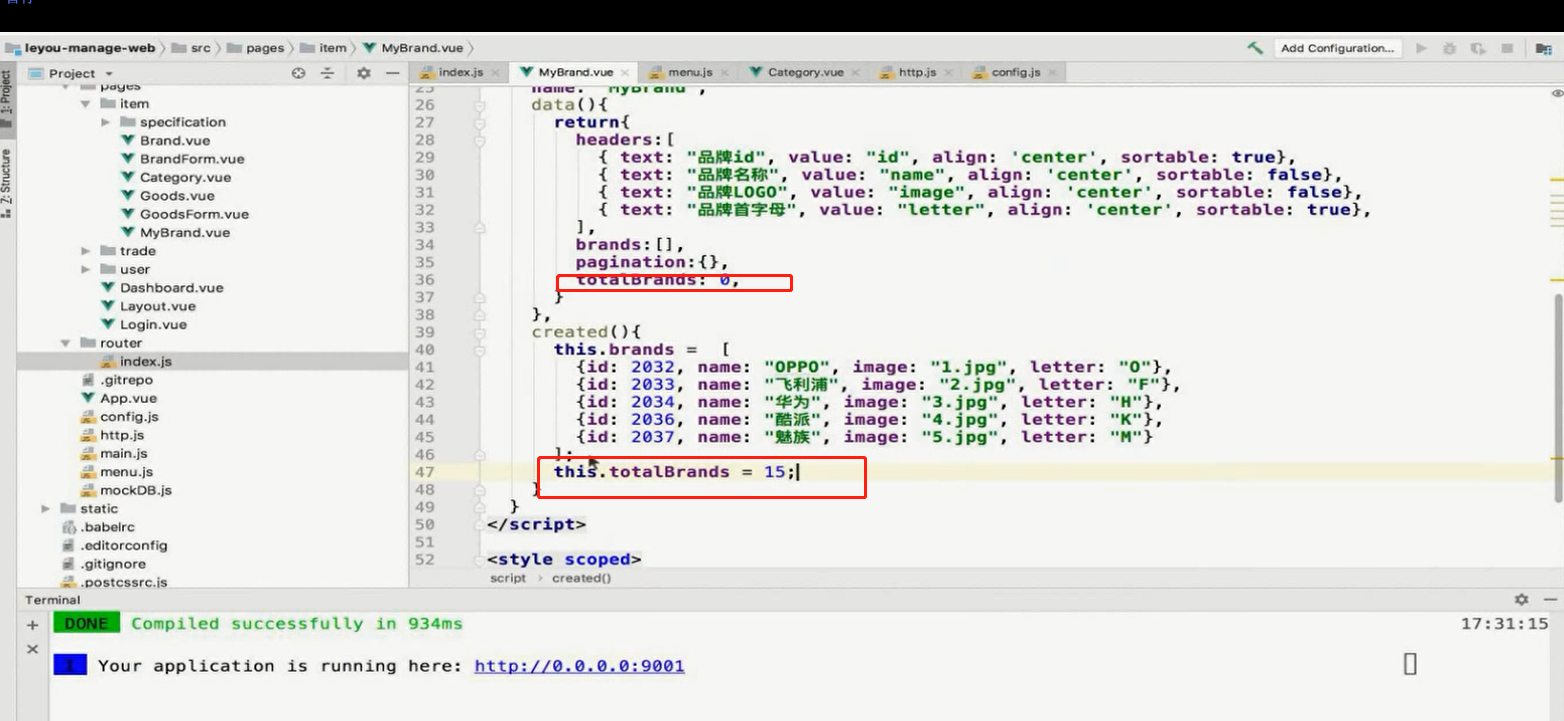 leyou-manage-web src pages item MyBrand.vue
Add Configuration...
1: Project
7: Structure
Project
index.js
MyBrand.vue
menu.js
Category.vue
http.js
config.js
pages
item
specification
Brand.vue
BrandForm.vue
Category.vue
Goods.vue
GoodsForm.vue
MyBrand.vue
trade
user
Dashboard.vue
Layout.vue
Login.vue
router
index.js
.gitrepo
App.vue
config.js
http.js
main.js
menu.js
mockDB.js
static
.babelrc
.editorconfig
.gitignore
.postcssrc.js
25 name: "MyBrand",
26 data(){
27 return{
28 headers:[
29 { text: "品牌id", value: "id", align: 'center', sortable: true},
30 { text: "品牌名称", value: "name", align: 'center', sortable: false},
31 { text: "品牌LOGO", value: "image", align: 'center', sortable: false},
32 { text: "品牌首字母", value: "letter", align: 'center', sortable: true},
33 ],
34 brands:[],
35 pagination:{},
36 totalBrands: 0,
37 }
38 },
39 created(){
40 this.brands = [
41 {id: 2032, name: "OPPO", image: "1.jpg", letter: "O"},
42 {id: 2033, name: "飞利浦", image: "2.jpg", letter: "F"},
43 {id: 2034, name: "华为", image: "3.jpg", letter: "H"},
44 {id: 2036, name: "酷派", image: "4.jpg", letter: "K"},
45 {id: 2037, name: "魅族", image: "5.jpg", letter: "M"}
46 ];
47 this.totalBrands = 15;
48 }
49 }
50 </script>
51
52 <style scoped>
script › created()
Terminal
DONE Compiled successfully in 934ms
17:31:15
I Your application is running here: http://0.0.0.0:9001